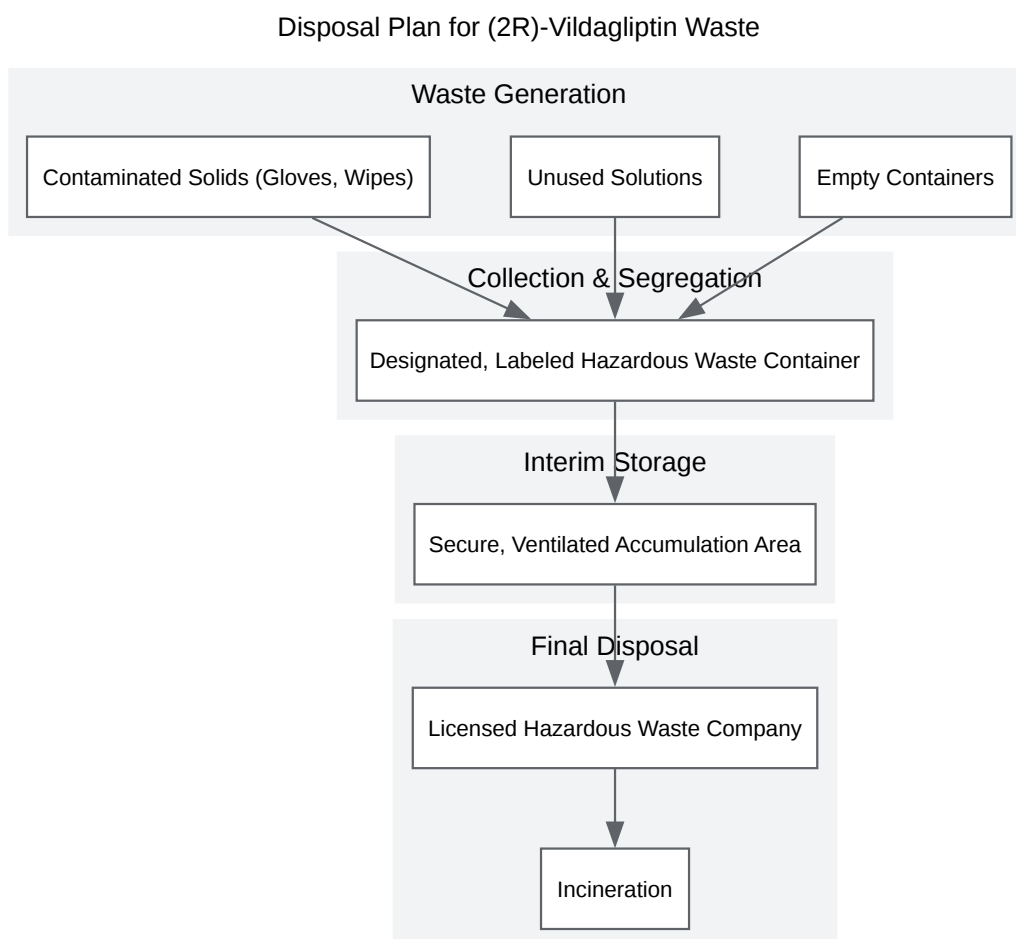 Disposal Plan for (2R)-Vildagliptin Waste
Waste Generation
Contaminated Solids (Gloves, Wipes)
Unused Solutions
Empty Containers
Collection & Segregation
Designated, Labeled Hazardous Waste Container
Interim Storage
Secure, Ventilated Accumulation Area
Final Disposal
Licensed Hazardous Waste Company
Incineration